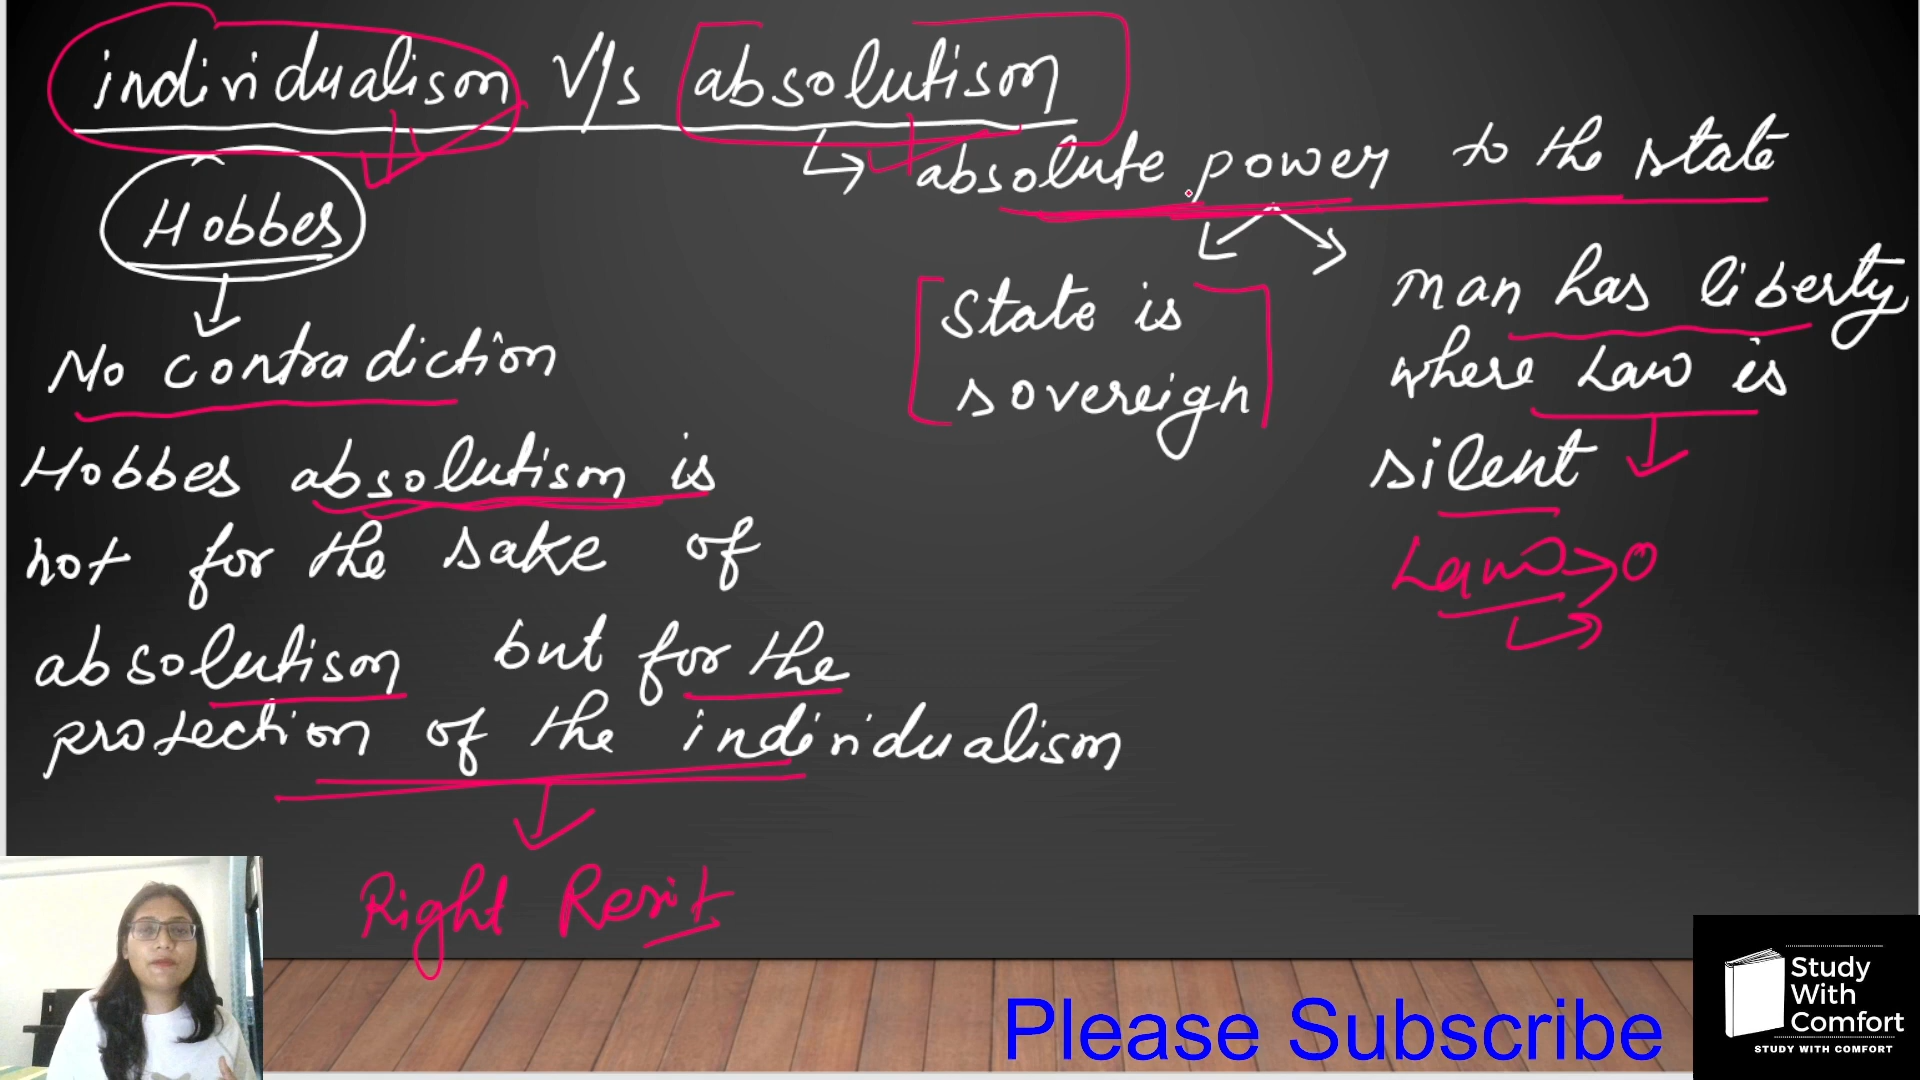 individualism V/s absolutism
↳ absolute power to the state
Hobbes
No contradiction
Hobbes absolutism is
not for the sake of
absolutism but for the
protection of the individualism
Right Resist
State is
sovereign
man has liberty
where Law is
silent
Law → 0
Please Subscribe
Study
With
Comfort
STUDY WITH COMFORT